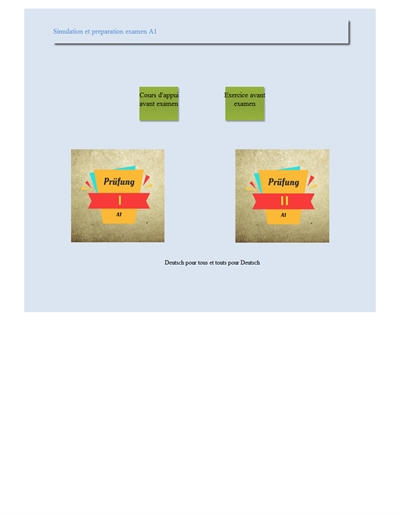 Simulation et preparation examen A1
Cours d'appui
avant examen
Exercice avant
examen
Prüfung
I
A1
Prüfung
II
A1
Deutsch pour tous et touts pour Deutsch